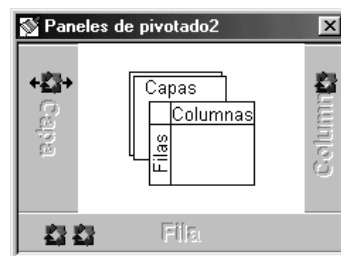 Paneles de pivotado2
Capa
Capas
Columnas
Filas
Column
Fila